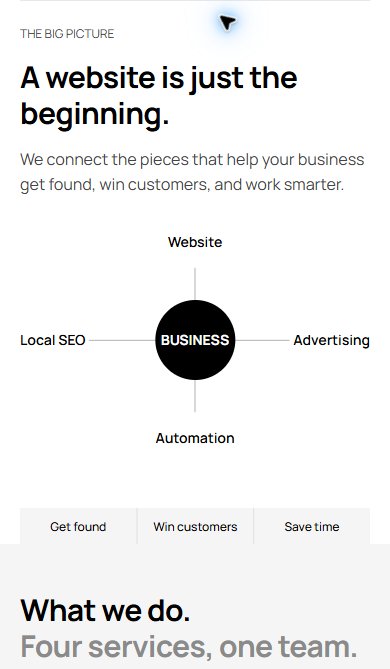 THE BIG PICTURE
A website is just the
beginning.
We connect the pieces that help your business
get found, win customers, and work smarter.
Website
Local SEO
BUSINESS
Advertising
Automation
Get found
Win customers
Save time
What we do.
Four services, one team.